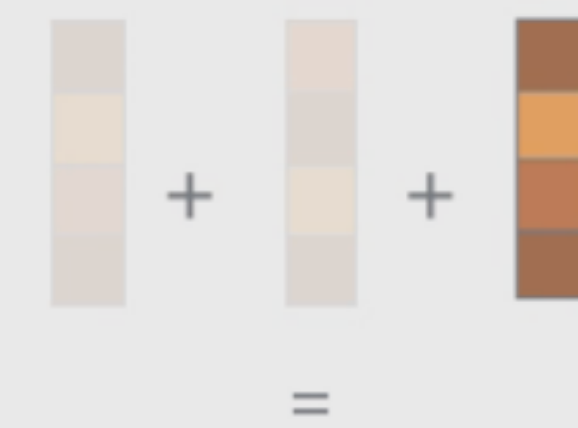 + +
=